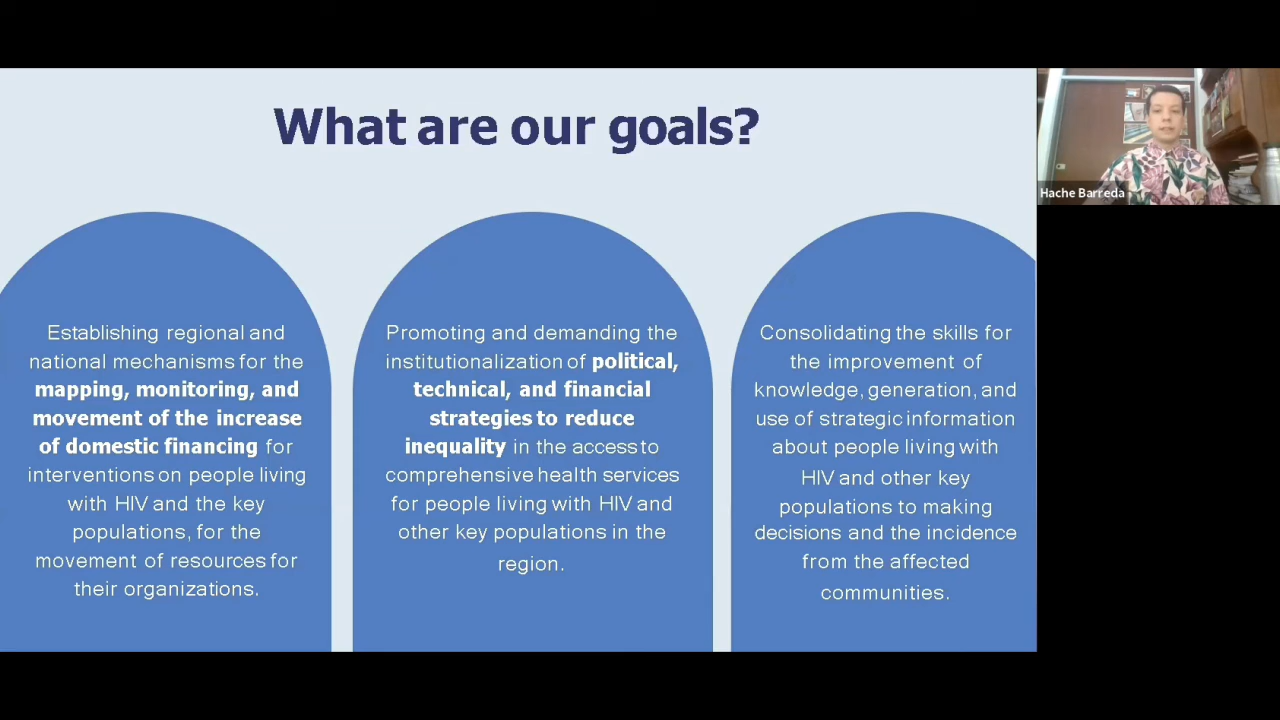 What are our goals?
Hache Barreda
Establishing regional and
national mechanisms for the
mapping, monitoring, and
movement of the increase
of domestic financing for
interventions on people living
with HIV and the key
populations, for the
movement of resources for
their organizations.
Promoting and demanding the
institutionalization of political,
technical, and financial
strategies to reduce
inequality in the access to
comprehensive health services
for people living with HIV and
other key populations in the
region.
Consolidating the skills for
the improvement of
knowledge, generation, and
use of strategic information
about people living with
HIV and other key
populations to making
decisions and the incidence
from the affected
communities.